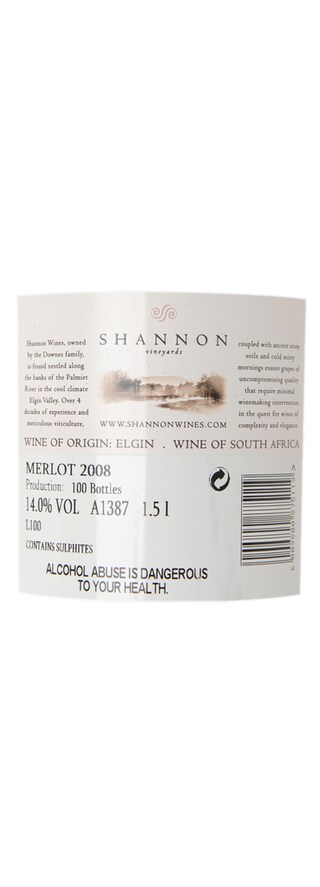 SHANNON
vineyards
Shannon Wines, owned
by the Downes family,
is found nestled along
the banks of the Palmiet
River in the cool climate
Elgin Valley. Over 4
decades of experience and
meticulous viticulture,
coupled with ancient stony
soils and cold misty
mornings ensure grapes of
uncompromising quality
that require minimal
winemaking intervention
in the quest for wines of
complexity and elegance.
WWW.SHANNONWINES.COM
WINE OF ORIGIN: ELGIN . WINE OF SOUTH AFRICA
MERLOT 2008
Production: 100 Bottles
14.0% VOL A1387 1.5 l
L100
CONTAINS SULPHITES
ALCOHOL ABUSE IS DANGEROUS
TO YOUR HEALTH.